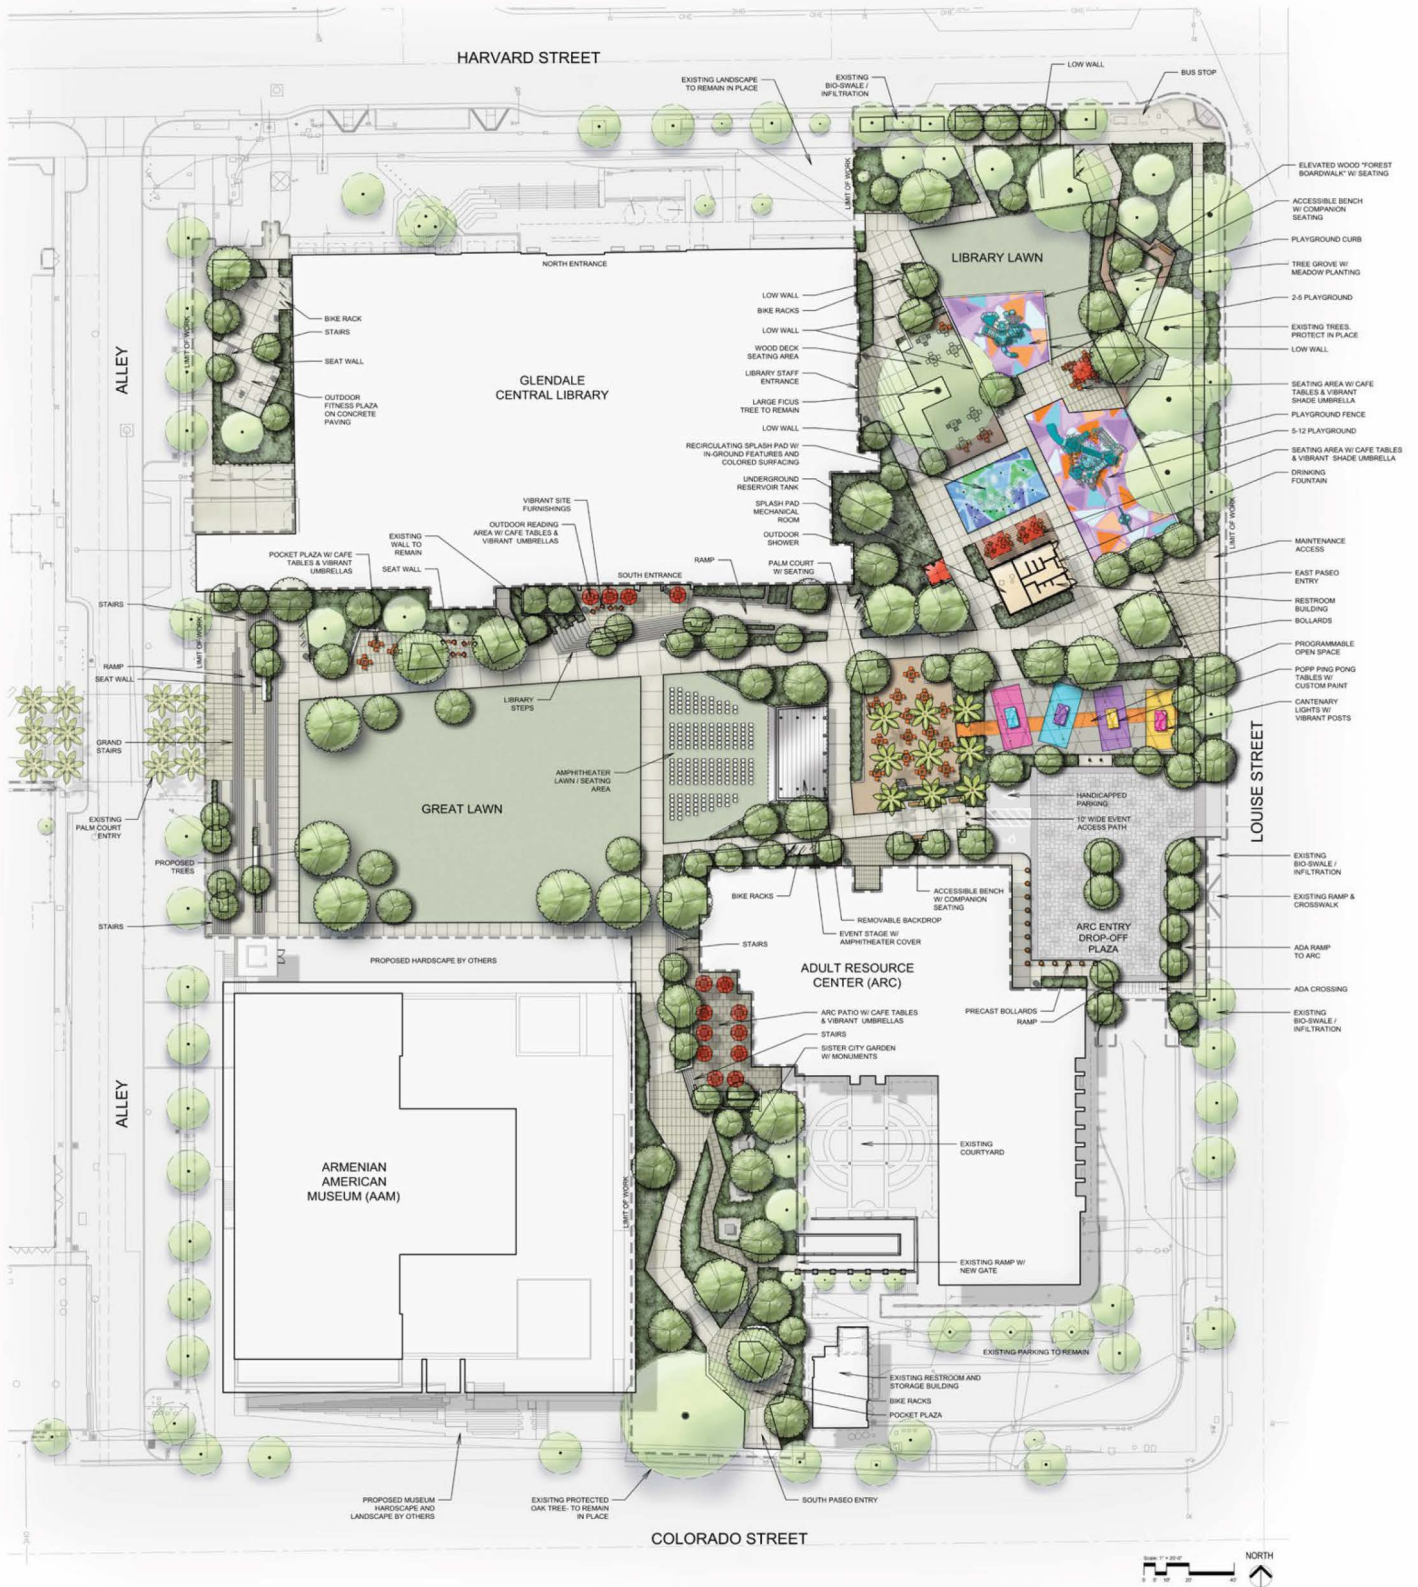 HARVARD STREET
EXISTING LANDSCAPE
TO REMAIN IN PLACE
EXISTING
BIO-SWALE /
INFILTRATION
LOW WALL
BUS STOP
LIMIT OF WORK
ELEVATED WOOD "FOREST
BOARDWALK" W/ SEATING
ACCESSIBLE BENCH
W/ COMPANION
SEATING
PLAYGROUND CURB
TREE GROVE W/
MEADOW PLANTING
2-5 PLAYGROUND
EXISTING TREES.
PROTECT IN PLACE
LOW WALL
SEATING AREA W/ CAFE
TABLES & VIBRANT
SHADE UMBRELLA
PLAYGROUND FENCE
5-12 PLAYGROUND
SEATING AREA W/ CAFE TABLES
& VIBRANT SHADE UMBRELLA
DRINKING
FOUNTAIN
LIMIT OF WORK
MAINTENANCE
ACCESS
EAST PASEO
ENTRY
RESTROOM
BUILDING
BOLLARDS
PROGRAMMABLE
OPEN SPACE
POPP PING PONG
TABLES W/
CUSTOM PAINT
CANTENARY
LIGHTS W/
VIBRANT POSTS
LOUISE STREET
LIBRARY LAWN
NORTH ENTRANCE
LOW WALL
BIKE RACKS
LOW WALL
WOOD DECK
SEATING AREA
LIBRARY STAFF
ENTRANCE
LARGE FICUS
TREE TO REMAIN
LOW WALL
RECIRCULATING SPLASH PAD W/
IN-GROUND FEATURES AND
COLORED SURFACING
UNDERGROUND
RESERVOIR TANK
SPLASH PAD
MECHANICAL
ROOM
OUTDOOR
SHOWER
PALM COURT
W/ SEATING
GLENDALE
CENTRAL LIBRARY
ALLEY
LIMIT OF WORK
BIKE RACK
STAIRS
SEAT WALL
OUTDOOR
FITNESS PLAZA
ON CONCRETE
PAVING
VIBRANT SITE
FURNISHINGS
OUTDOOR READING
AREA W/ CAFE TABLES &
VIBRANT UMBRELLAS
EXISTING
WALL TO
REMAIN
POCKET PLAZA W/ CAFE
TABLES & VIBRANT
UMBRELLAS
SEAT WALL
SOUTH ENTRANCE
RAMP
STAIRS
LIMIT OF WORK
RAMP
SEAT WALL
GRAND
STAIRS
EXISTING
PALM COURT
ENTRY
PROPOSED
TREES
STAIRS
LIBRARY
STEPS
AMPHITHEATER
LAWN / SEATING
AREA
GREAT LAWN
HANDICAPPED
PARKING
10' WIDE EVENT
ACCESS PATH
EXISTING
BIO-SWALE /
INFILTRATION
EXISTING RAMP &
CROSSWALK
ADA RAMP
TO ARC
ADA CROSSING
EXISTING
BIO-SWALE /
INFILTRATION
ARC ENTRY
DROP-OFF
PLAZA
BIKE RACKS
ACCESSIBLE BENCH
W/ COMPANION
SEATING
REMOVABLE BACKDROP
EVENT STAGE W/
AMPHITHEATER COVER
STAIRS
PROPOSED HARDSCAPE BY OTHERS
ADULT RESOURCE
CENTER (ARC)
PRECAST BOLLARDS
RAMP
ARC PATIO W/ CAFE TABLES
& VIBRANT UMBRELLAS
STAIRS
SISTER CITY GARDEN
W/ MONUMENTS
ALLEY
ARMENIAN
AMERICAN
MUSEUM (AAM)
LIMIT OF WORK
EXISTING
COURTYARD
EXISTING RAMP W/
NEW GATE
EXISTING PARKING TO REMAIN
EXISTING RESTROOM AND
STORAGE BUILDING
BIKE RACKS
POCKET PLAZA
PROPOSED MUSEUM
HARDSCAPE AND
LANDSCAPE BY OTHERS
EXISITNG PROTECTED
OAK TREE- TO REMAIN
IN PLACE
SOUTH PASEO ENTRY
COLORADO STREET
NORTH